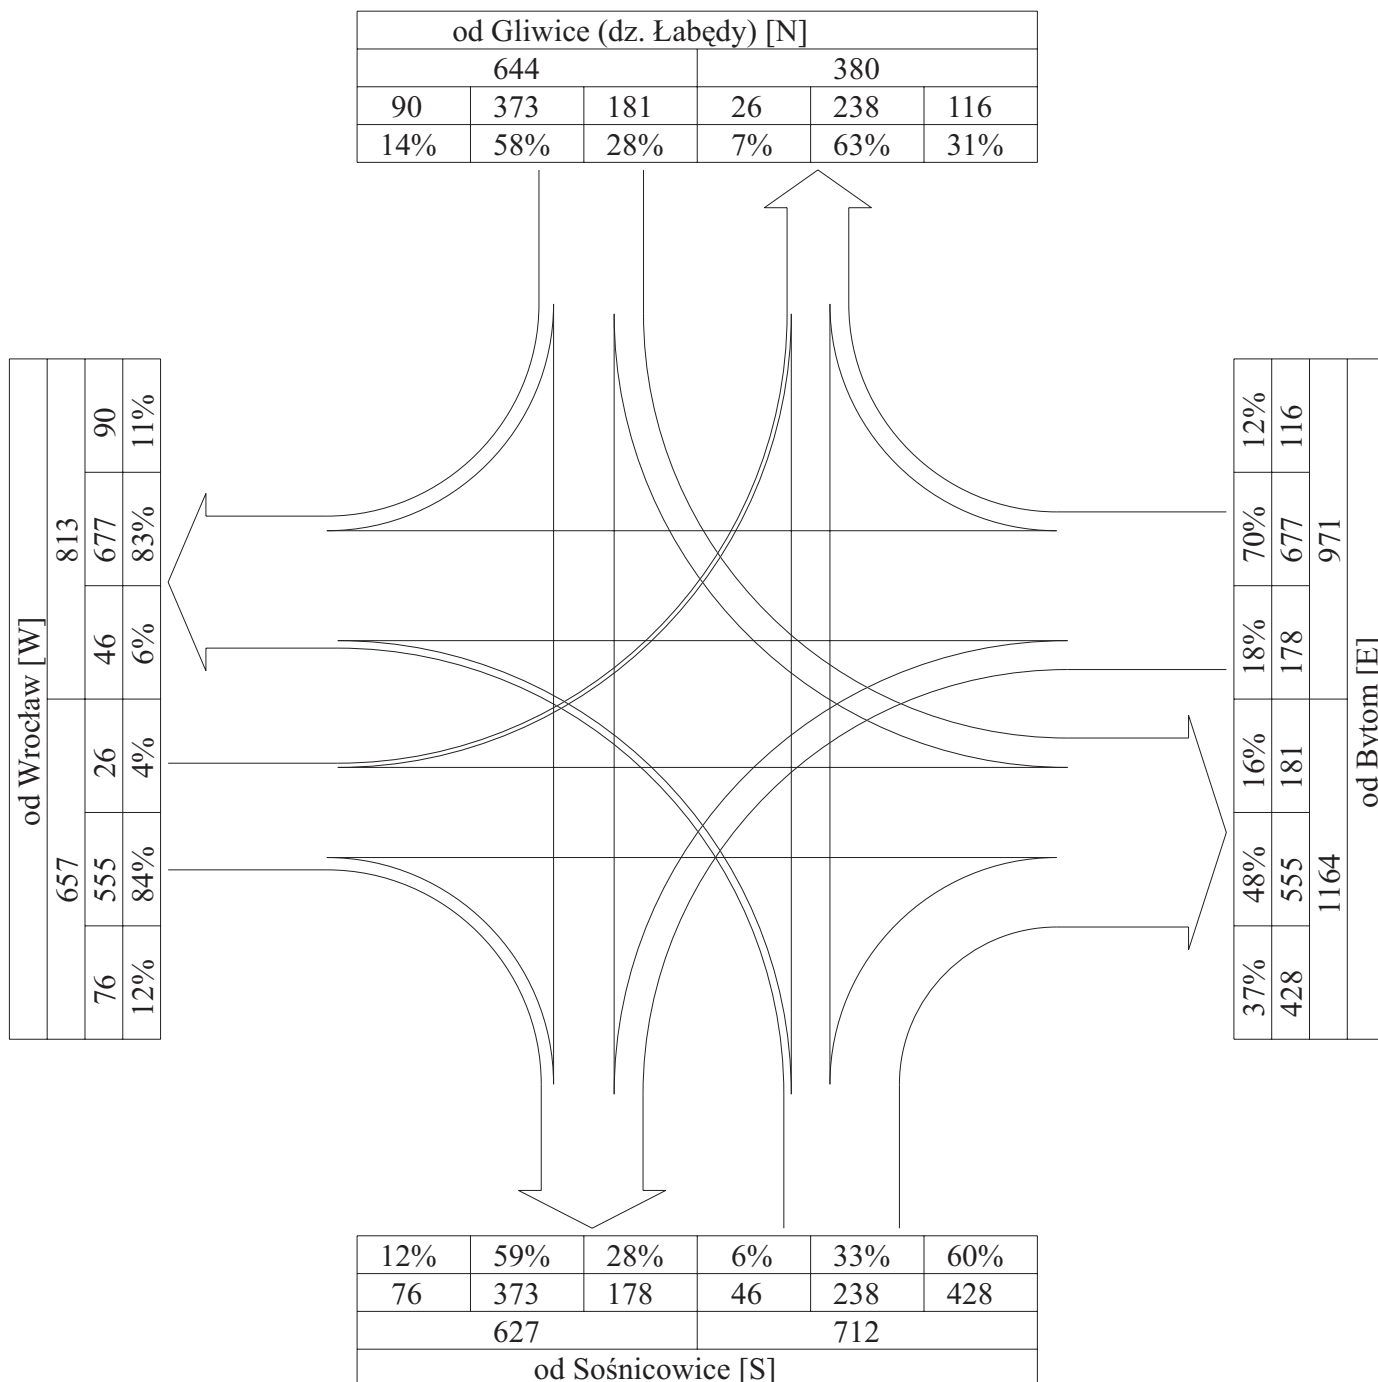 od Gliwice (dz. Łabędy) [N]
644 380
90 373 181 26 238 116
14% 58% 28% 7% 63% 31%
od Wrocław [W]
813 657
90 677 46 26 555 76
11% 83% 6% 4% 84% 12%
12% 70% 18% 16% 48% 37%
116 677 178 181 555 428
971 1164
od Bytom [E]
12% 59% 28% 6% 33% 60%
76 373 178 46 238 428
627 712
od Sośnicowice [S]